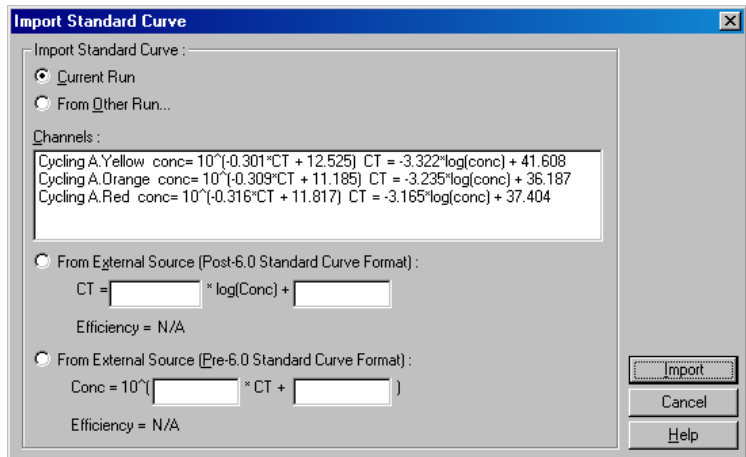 Import Standard Curve
Import Standard Curve :
Current Run
From Other Run...
Channels :
Cycling A.Yellow conc= 10^(-0.301*CT + 12.525) CT = -3.322*log(conc) + 41.608
Cycling A.Orange conc= 10^(-0.309*CT + 11.185) CT = -3.235*log(conc) + 36.187
Cycling A.Red conc= 10^(-0.316*CT + 11.817) CT = -3.165*log(conc) + 37.404
From External Source (Post-6.0 Standard Curve Format) :
CT = * log(Conc) +
Efficiency = N/A
From External Source (Pre-6.0 Standard Curve Format) :
Conc = 10^( * CT + )
Efficiency = N/A
Import
Cancel
Help